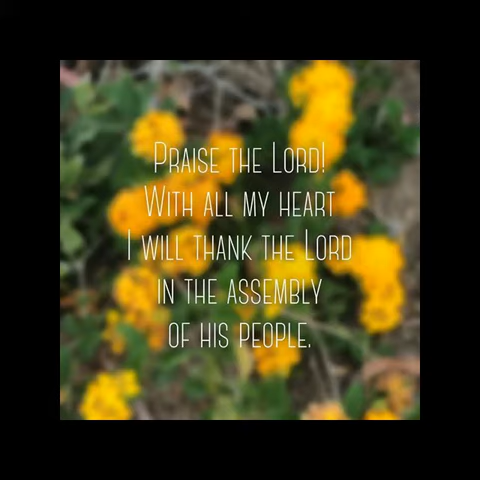 Praise the Lord!
With all my heart
I will thank the Lord
in the assembly
of his people.